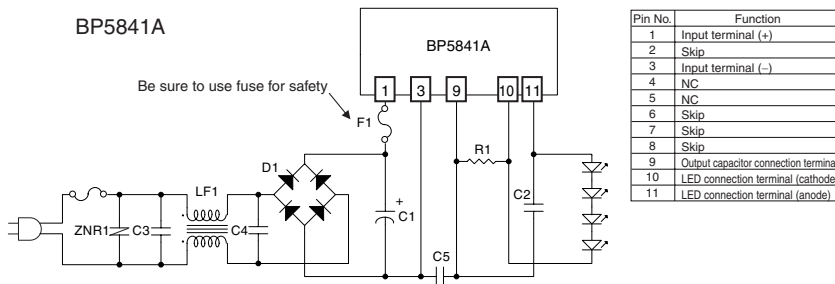 BP5841A
BP5841A
Be sure to use fuse for safety
1 3 9 10 11
F1
R1
D1
LF1
+
C1
C2
ZNR1 C3 C4
C5
Pin No. Function
1 Input terminal (+)
2 Skip
3 Input terminal (−)
4 NC
5 NC
6 Skip
7 Skip
8 Skip
9 Output capacitor connection termina
10 LED connection terminal (cathode
11 LED connection terminal (anode)